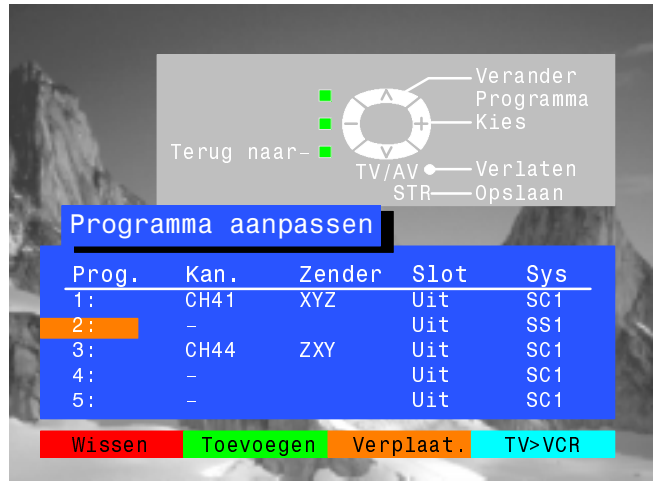 Verander
Programma
Kies
Terug naar
TV/AV Verlaten
STR Opslaan
Programma aanpassen
Prog. Kan. Zender Slot Sys
1: CH41 XYZ Uit SC1
2: – Uit SS1
3: CH44 ZXY Uit SC1
4: – Uit SC1
5: – Uit SC1
Wissen Toevoegen Verplaat. TV>VCR